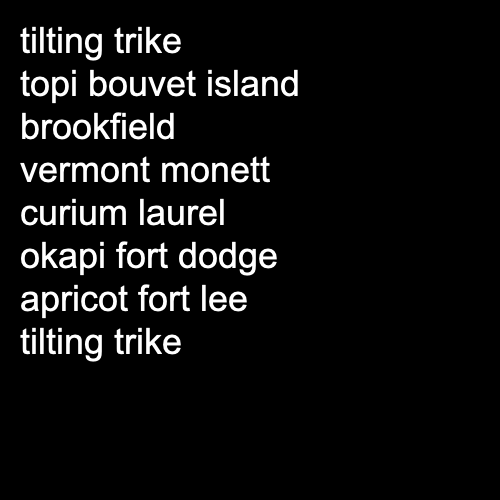 tilting trike
topi bouvet island
brookfield
vermont monett
curium laurel
okapi fort dodge
apricot fort lee
tilting trike